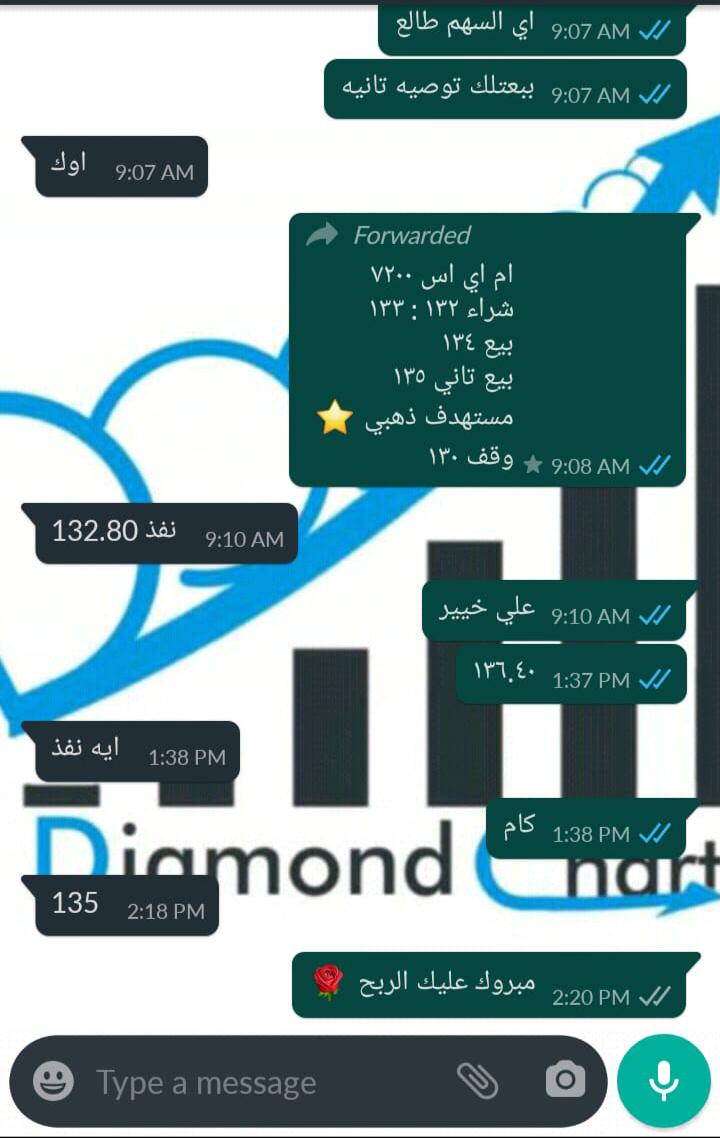 اي السهم طالع 9:07 AM
ببعتلك توصيه تانيه 9:07 AM
اوك 9:07 AM
Forwarded
ام اي اس ٧٢٠٠
شراء ١٣٢ : ١٣٣
بيع ١٣٤
بيع تاني ١٣٥
مستهدف ذهبي ⭐
وقف ١٣٠ ★ 9:08 AM
نفذ 132.80 9:10 AM
علي خييير 9:10 AM
١٣٦.٤٠ 1:37 PM
ايه نفذ 1:38 PM
كام 1:38 PM
Diamond Chart
135 2:18 PM
مبروك عليك الربح 🌹 2:20 PM
Type a message